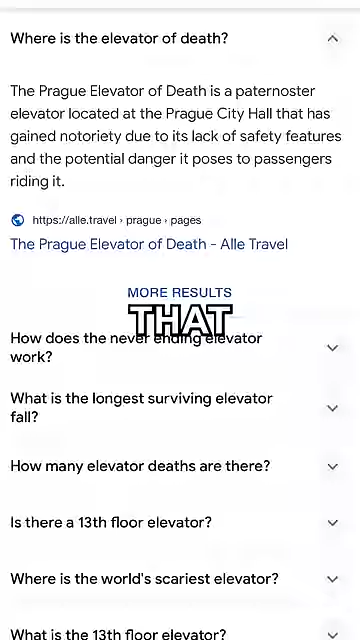 Where is the elevator of death?
The Prague Elevator of Death is a paternoster
elevator located at the Prague City Hall that has
gained notoriety due to its lack of safety features
and the potential danger it poses to passengers
riding it.
https://alle.travel › prague › pages
The Prague Elevator of Death - Alle Travel
MORE RESULTS
THAT
How does the never ending elevator
work?
What is the longest surviving elevator
fall?
How many elevator deaths are there?
Is there a 13th floor elevator?
Where is the world's scariest elevator?
What is the 13th floor elevator?